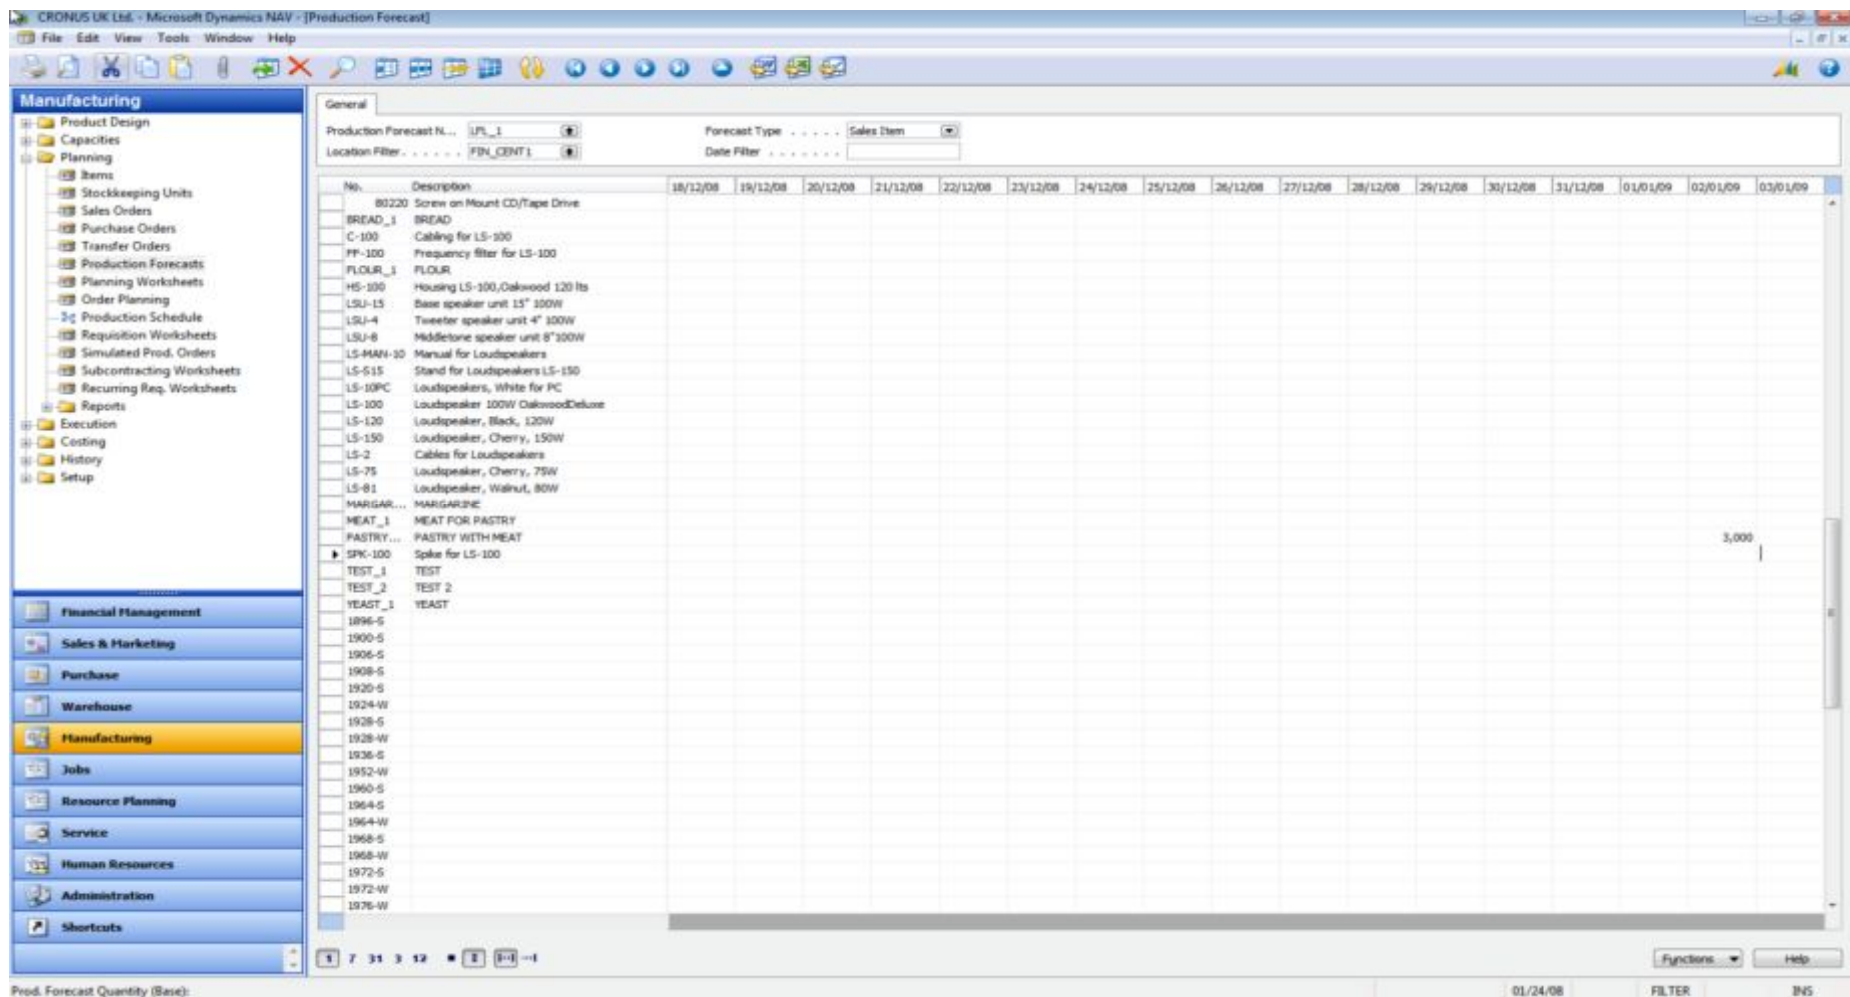 CRONUS UK Ltd. - Microsoft Dynamics NAV - [Production Forecast]
File Edit View Tools Window Help
Manufacturing
Product Design
Capacities
Planning
Items
Stockkeeping Units
Sales Orders
Purchase Orders
Transfer Orders
Production Forecasts
Planning Worksheets
Order Planning
Production Schedule
Requisition Worksheets
Simulated Prod. Orders
Subcontracting Worksheets
Recurring Req. Worksheets
Reports
Execution
Costing
History
Setup
Financial Management
Sales & Marketing
Purchase
Warehouse
Manufacturing
Jobs
Resource Planning
Service
Human Resources
Administration
Shortcuts
General
Production Forecast N... LFL_1 Forecast Type . . . . . Sales Item
Location Filter. . . . . . FIN_CENT1 Date Filter . . . . . . .
No. Description 18/12/08 19/12/08 20/12/08 21/12/08 22/12/08 23/12/08 24/12/08 25/12/08 26/12/08 27/12/08 28/12/08 29/12/08 30/12/08 31/12/08 01/01/09 02/01/09 03/01/09
80220 Screw on Mount CD/Tape Drive
BREAD_1 BREAD
C-100 Cabling for LS-100
FF-100 Frequency filter for LS-100
FLOUR_1 FLOUR
HS-100 Housing LS-100,Oakwood 120 lts
LSU-15 Base speaker unit 15" 100W
LSU-4 Tweeter speaker unit 4" 100W
LSU-8 Middletone speaker unit 8"100W
LS-MAN-10 Manual for Loudspeakers
LS-S15 Stand for Loudspeakers LS-150
LS-10PC Loudspeakers, White for PC
LS-100 Loudspeaker 100W OakwoodDeluxe
LS-120 Loudspeaker, Black, 120W
LS-150 Loudspeaker, Cherry, 150W
LS-2 Cables for Loudspeakers
LS-75 Loudspeaker, Cherry, 75W
LS-81 Loudspeaker, Walnut, 80W
MARGAR... MARGARINE
MEAT_1 MEAT FOR PASTRY
PASTRY... PASTRY WITH MEAT 3,000
SPK-100 Spike for LS-100
TEST_1 TEST
TEST_2 TEST 2
YEAST_1 YEAST
1896-S
1900-S
1906-S
1908-S
1920-S
1924-W
1928-S
1928-W
1936-S
1952-W
1960-S
1964-S
1964-W
1968-S
1968-W
1972-S
1972-W
1976-W
1 7 31 3 12
Functions Help
Prod. Forecast Quantity (Base): 01/24/08 FILTER INS